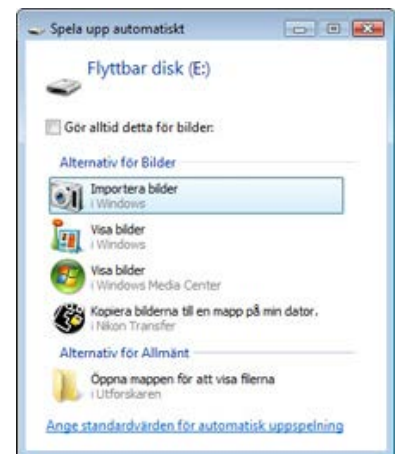 Spela upp automatiskt
Flyttbar disk (E:)
Gör alltid detta för bilder:
Alternativ för Bilder
Importera bilder
i Windows
Visa bilder
i Windows
Visa bilder
i Windows Media Center
Kopiera bilderna till en mapp på min dator.
i Nikon Transfer
Alternativ för Allmänt
Öppna mappen för att visa filerna
i Utforskaren
Ange standardvärden för automatisk uppspelning